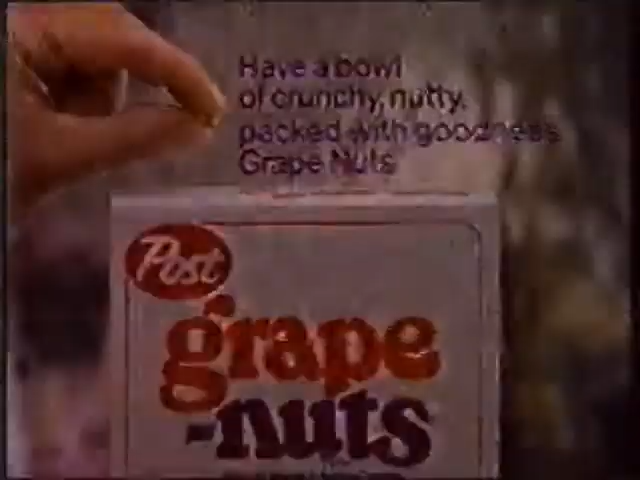 Have a bowl
of crunchy, nutty,
packed with goodness
Grape Nuts
Post
grape
-nuts